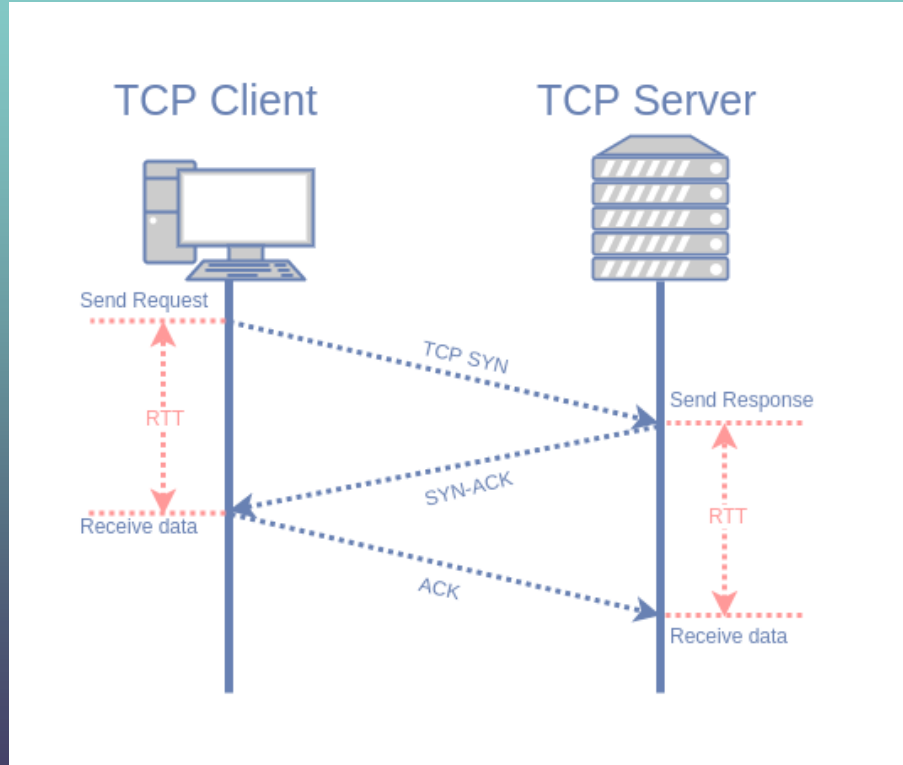 TCP Client
TCP Server
Send Request
TCP SYN
Send Response
RTT
SYN-ACK
RTT
Receive data
ACK
Receive data